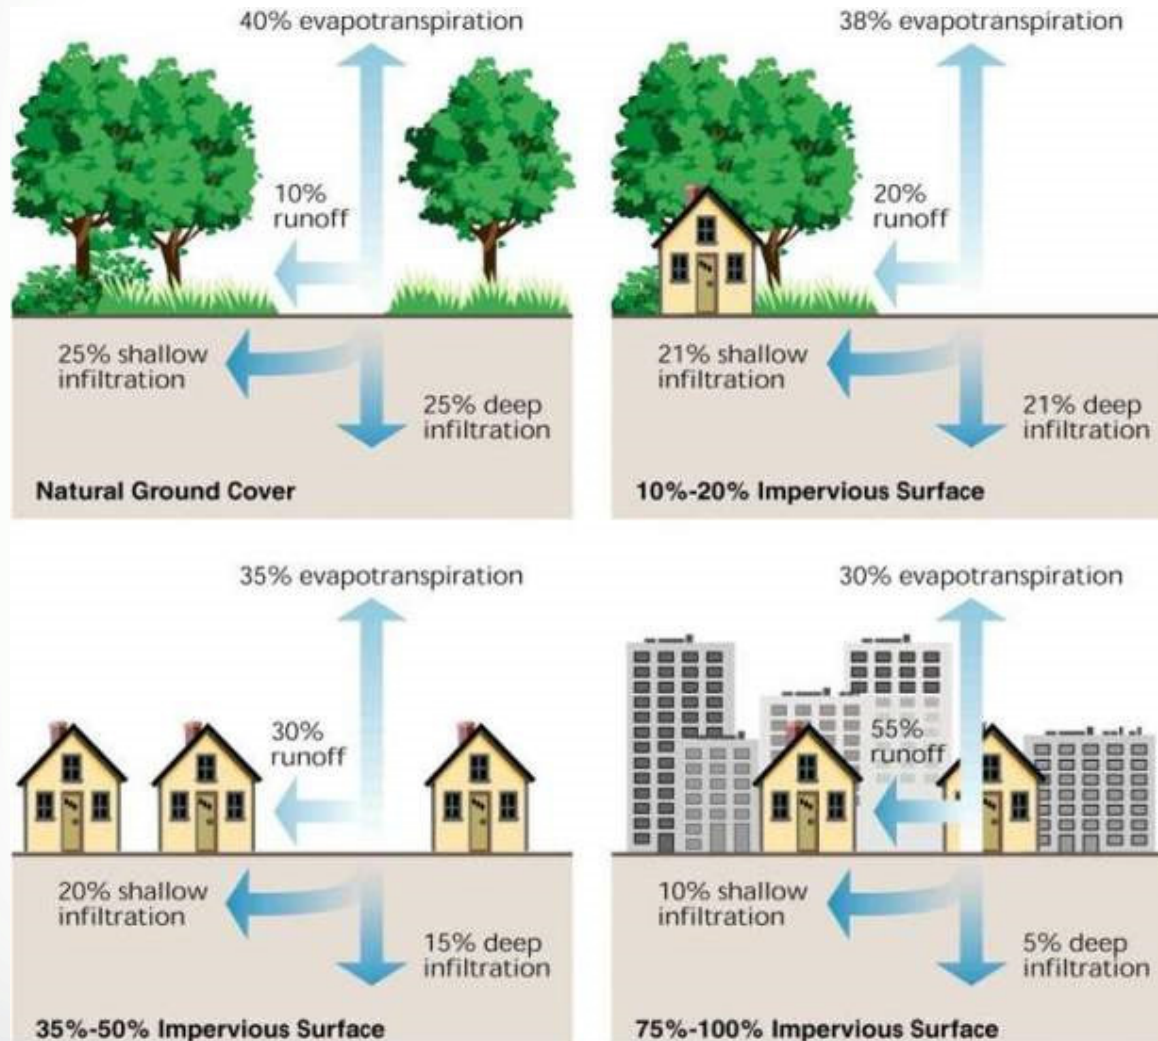 40% evapotranspiration
10%
runoff
25% shallow
infiltration
25% deep
infiltration
Natural Ground Cover
38% evapotranspiration
20%
runoff
21% shallow
infiltration
21% deep
infiltration
10%-20% Impervious Surface
35% evapotranspiration
30%
runoff
20% shallow
infiltration
15% deep
infiltration
35%-50% Impervious Surface
30% evapotranspiration
55%
runoff
10% shallow
infiltration
5% deep
infiltration
75%-100% Impervious Surface